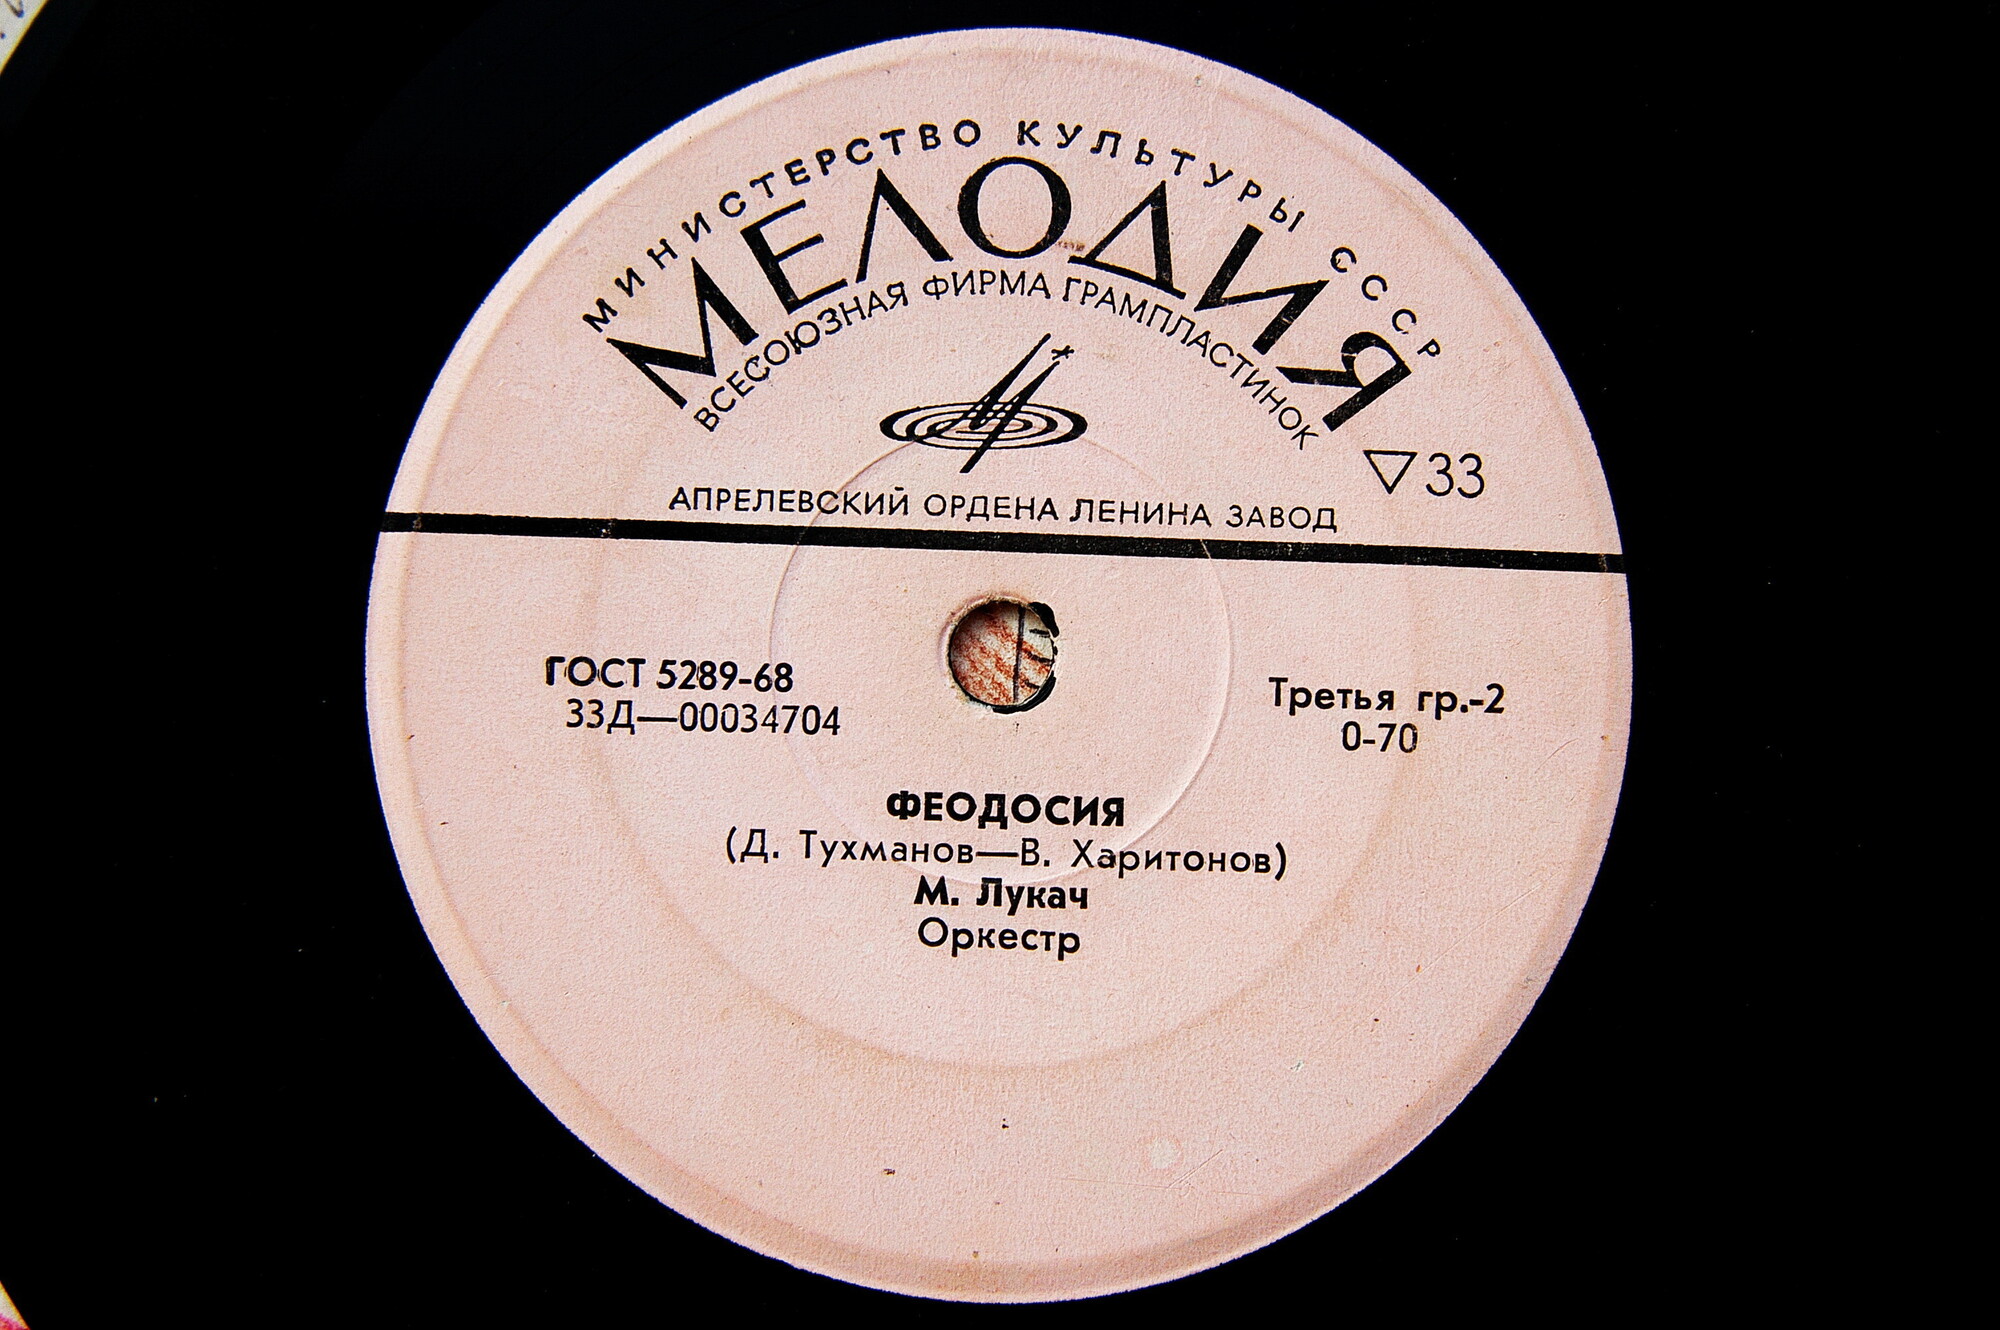 МИНИСТЕРСТВО КУЛЬТУРЫ СССР
МЕЛОДИЯ
ВСЕСОЮЗНАЯ ФИРМА ГРАМПЛАСТИНОК
▽33
АПРЕЛЕВСКИЙ ОРДЕНА ЛЕНИНА ЗАВОД
ГОСТ 5289-68
33Д—00034704
Третья гр.-2
0-70
ФЕОДОСИЯ
(Д. Тухманов—В. Харитонов)
М. Лукач
Оркестр